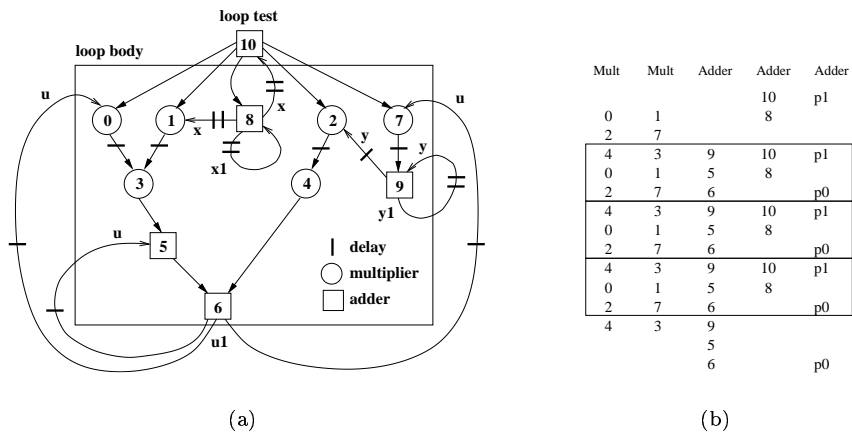 loop test
10
loop body
u
u
0
1
x
8
x
2
7
x1
y
y
3
4
9
y1
u
5
delay
multiplier
adder
6
u1
(a)
Mult Mult Adder Adder Adder
10 p1
0 1 8
2 7
4 3 9 10 p1
0 1 5 8
2 7 6 p0
4 3 9 10 p1
0 1 5 8
2 7 6 p0
4 3 9 10 p1
0 1 5 8
2 7 6 p0
4 3 9
5
6 p0
(b)